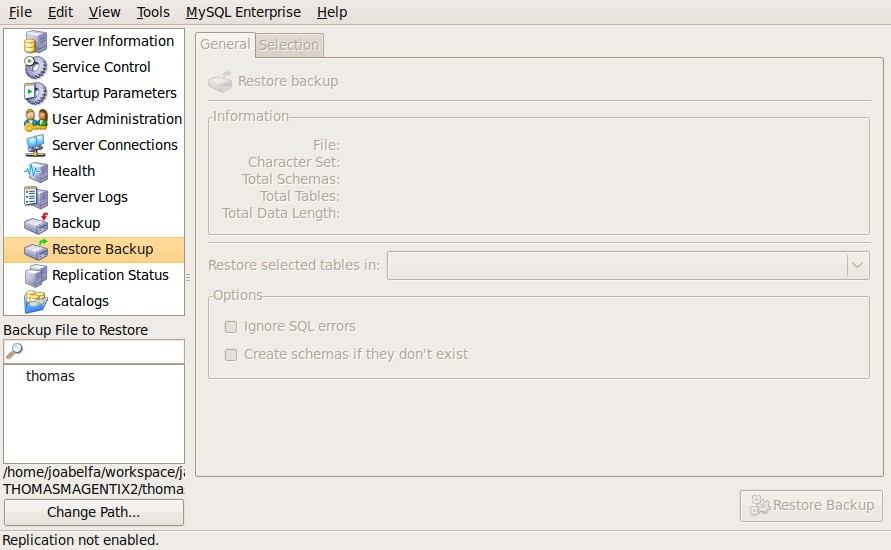 File Edit View Tools MySQL Enterprise Help
Server Information
Service Control
Startup Parameters
User Administration
Server Connections
Health
Server Logs
Backup
Restore Backup
Replication Status
Catalogs
Backup File to Restore
thomas
/home/joabelfa/workspace/ja
THOMASMAGENTIX2/thomas
Change Path...
General Selection
Restore backup
Information
File:
Character Set:
Total Schemas:
Total Tables:
Total Data Length:
Restore selected tables in:
Options
Ignore SQL errors
Create schemas if they don't exist
Restore Backup
Replication not enabled.